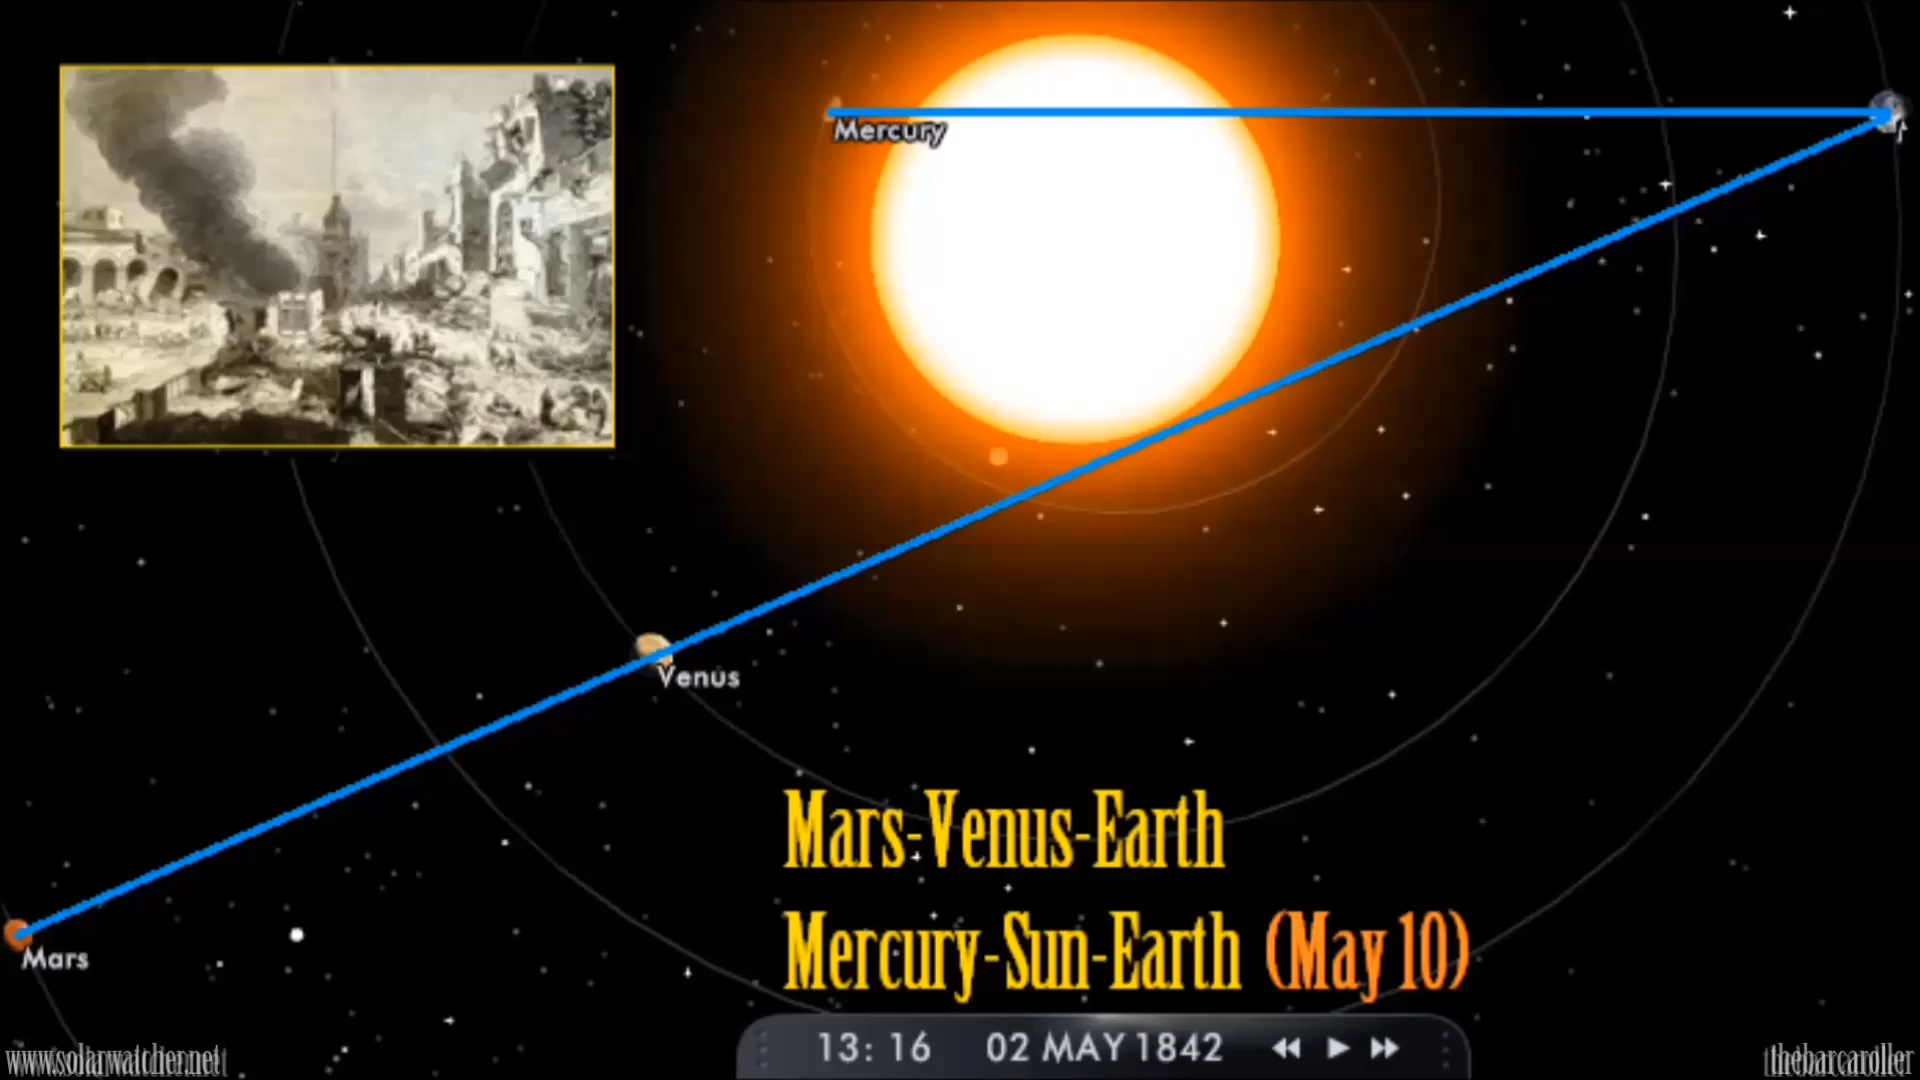 Mercury
Venus
Mars-Venus-Earth
Mercury-Sun-Earth (May 10)
Mars
13: 16 02 MAY 1842
www.solarwatcher.net
thebarcaroller